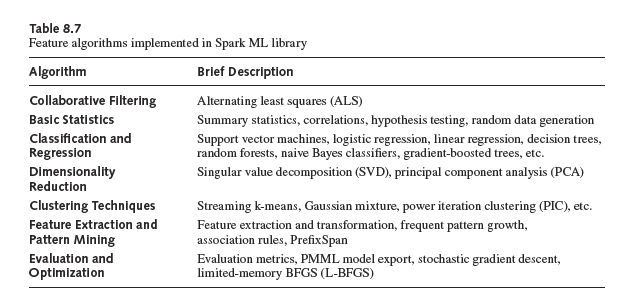 Table 8.7
Feature algorithms implemented in Spark ML library
Algorithm Brief Description
Collaborative Filtering Alternating least squares (ALS)
Basic Statistics Summary statistics, correlations, hypothesis testing, random data generation
Classification and Support vector machines, logistic regression, linear regression, decision trees,
Regression random forests, naive Bayes classifiers, gradient-boosted trees, etc.
Dimensionality Singular value decomposition (SVD), principal component analysis (PCA)
Reduction
Clustering Techniques Streaming k-means, Gaussian mixture, power iteration clustering (PIC), etc.
Feature Extraction and Feature extraction and transformation, frequent pattern growth,
Pattern Mining association rules, PrefixSpan
Evaluation and Evaluation metrics, PMML model export, stochastic gradient descent,
Optimization limited-memory BFGS (L-BFGS)